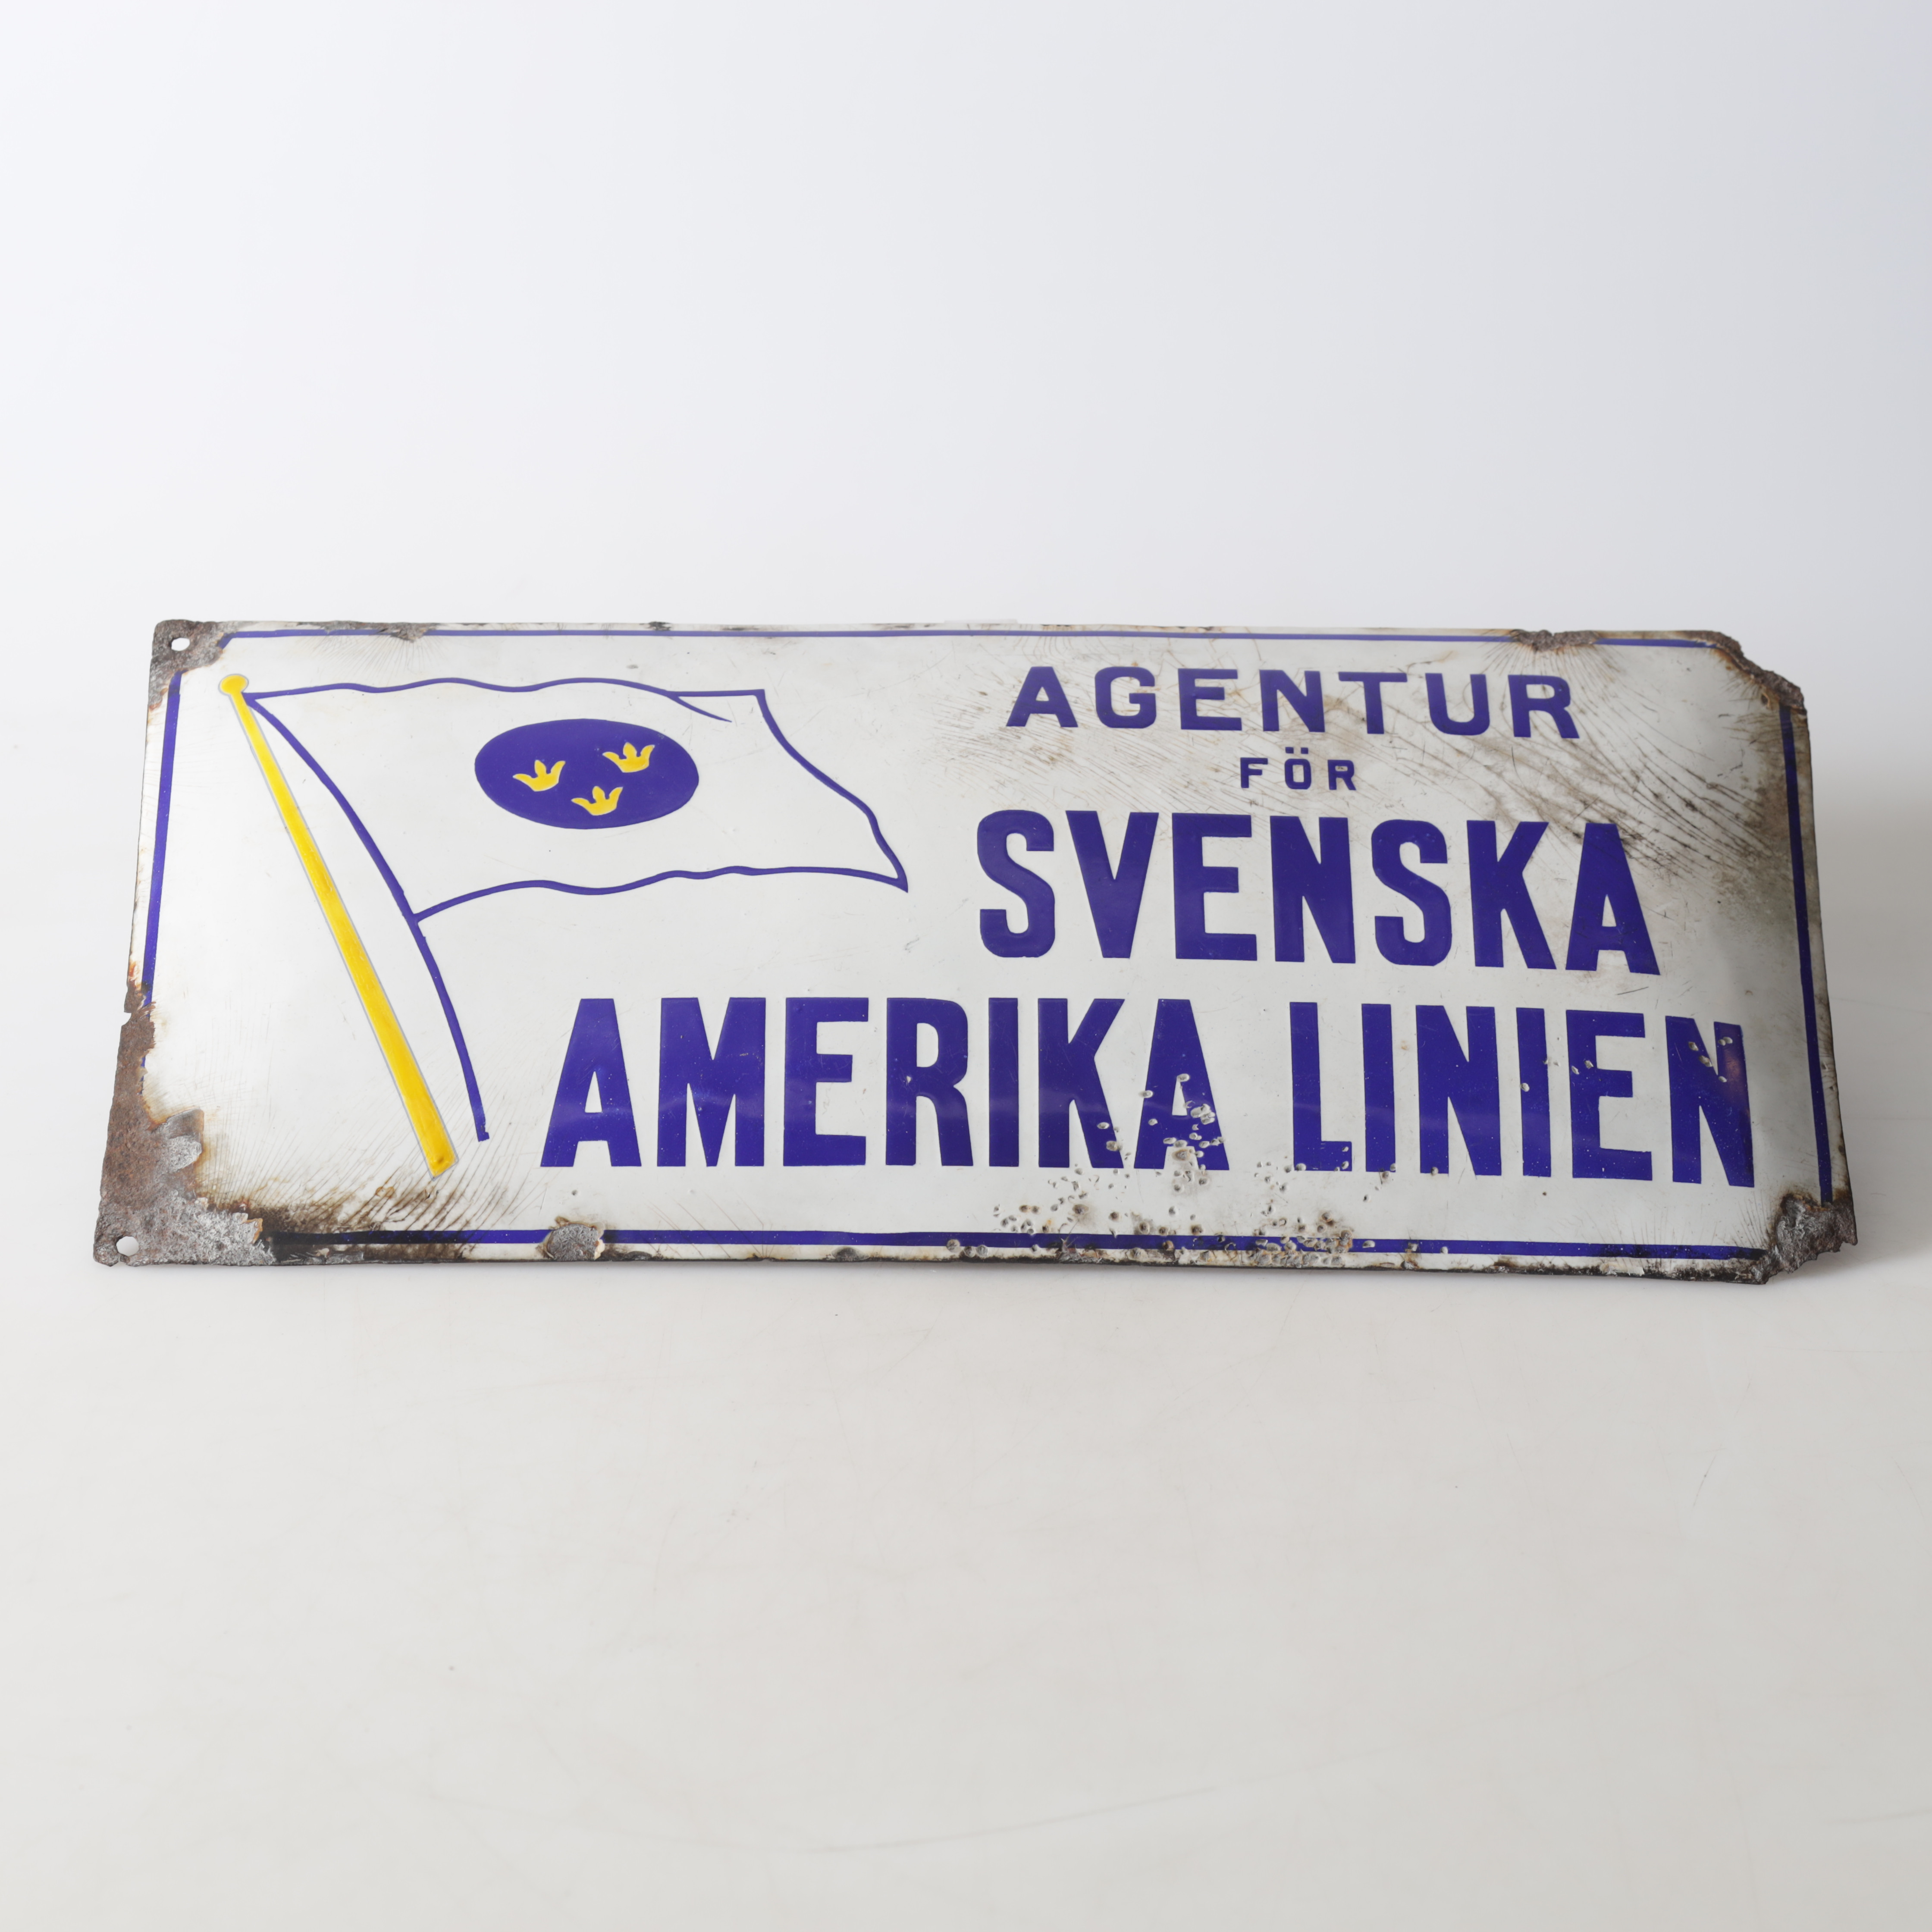 AGENTUR
FÖR
SVENSKA
AMERIKA LINIEN